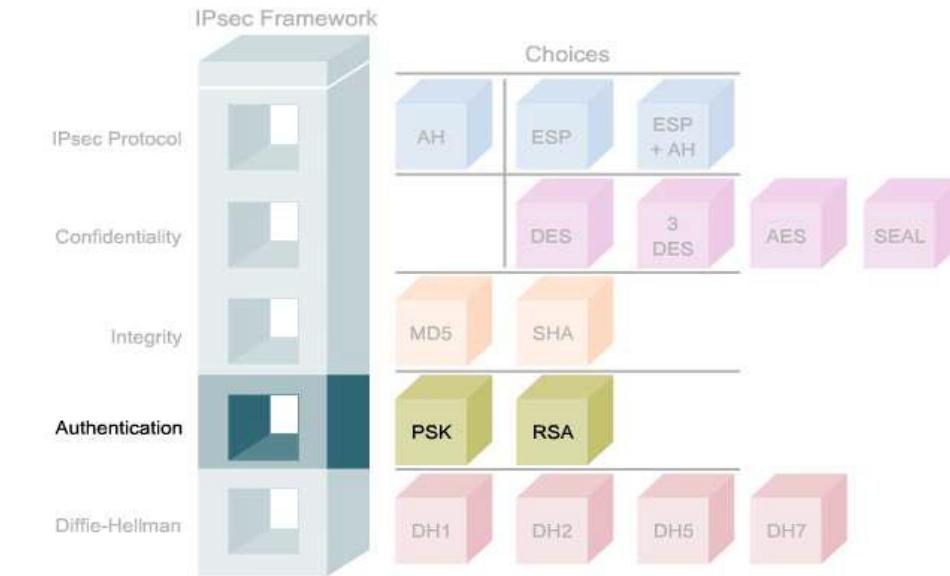 IPsec Framework
Choices
IPsec Protocol
AH
ESP
ESP
+ AH
Confidentiality
DES
3
DES
AES
SEAL
Integrity
MD5
SHA
Authentication
PSK
RSA
Diffie-Hellman
DH1
DH2
DH5
DH7